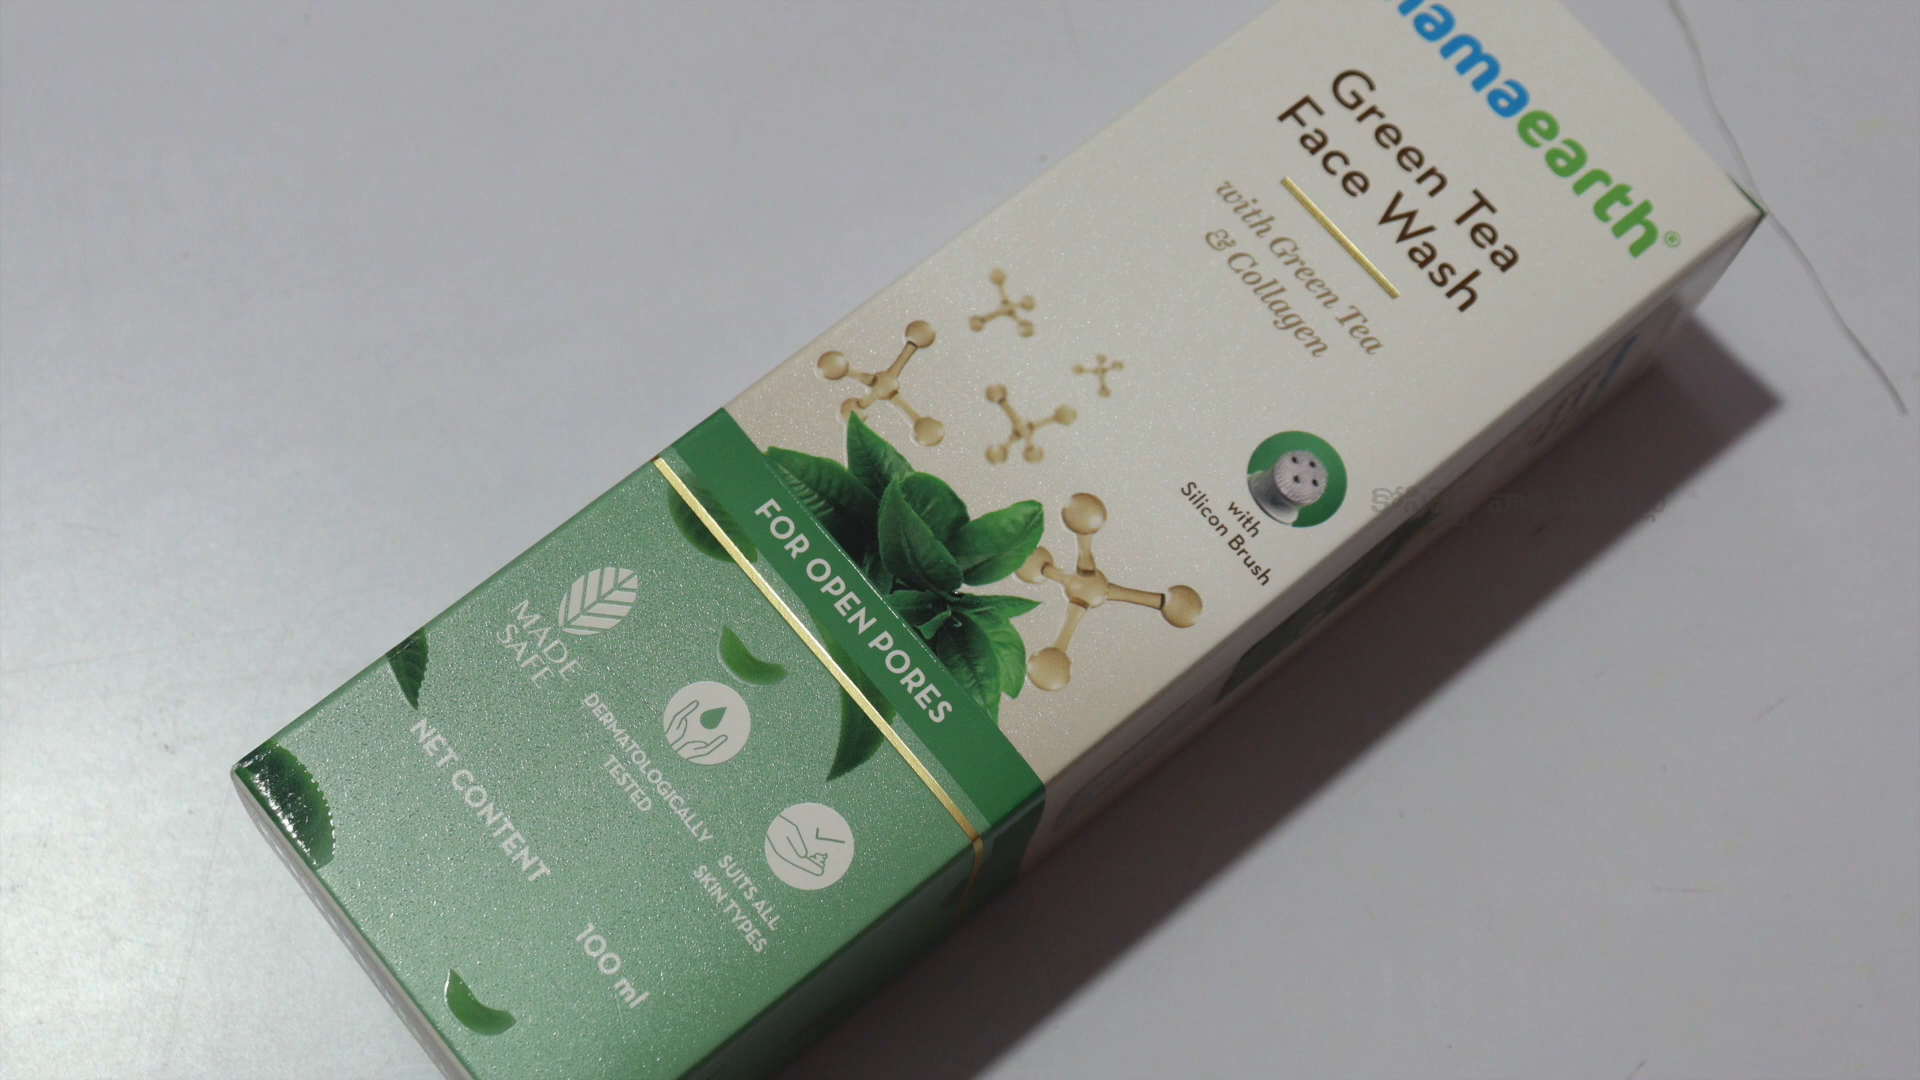 mamaearth®
Green Tea
Face Wash
with Green Tea
& Collagen
with
Silicon Brush
FOR OPEN PORES
MADE
SAFE
DERMATOLOGICALLY
TESTED
SUITS ALL
SKIN TYPES
NET CONTENT
100 ml